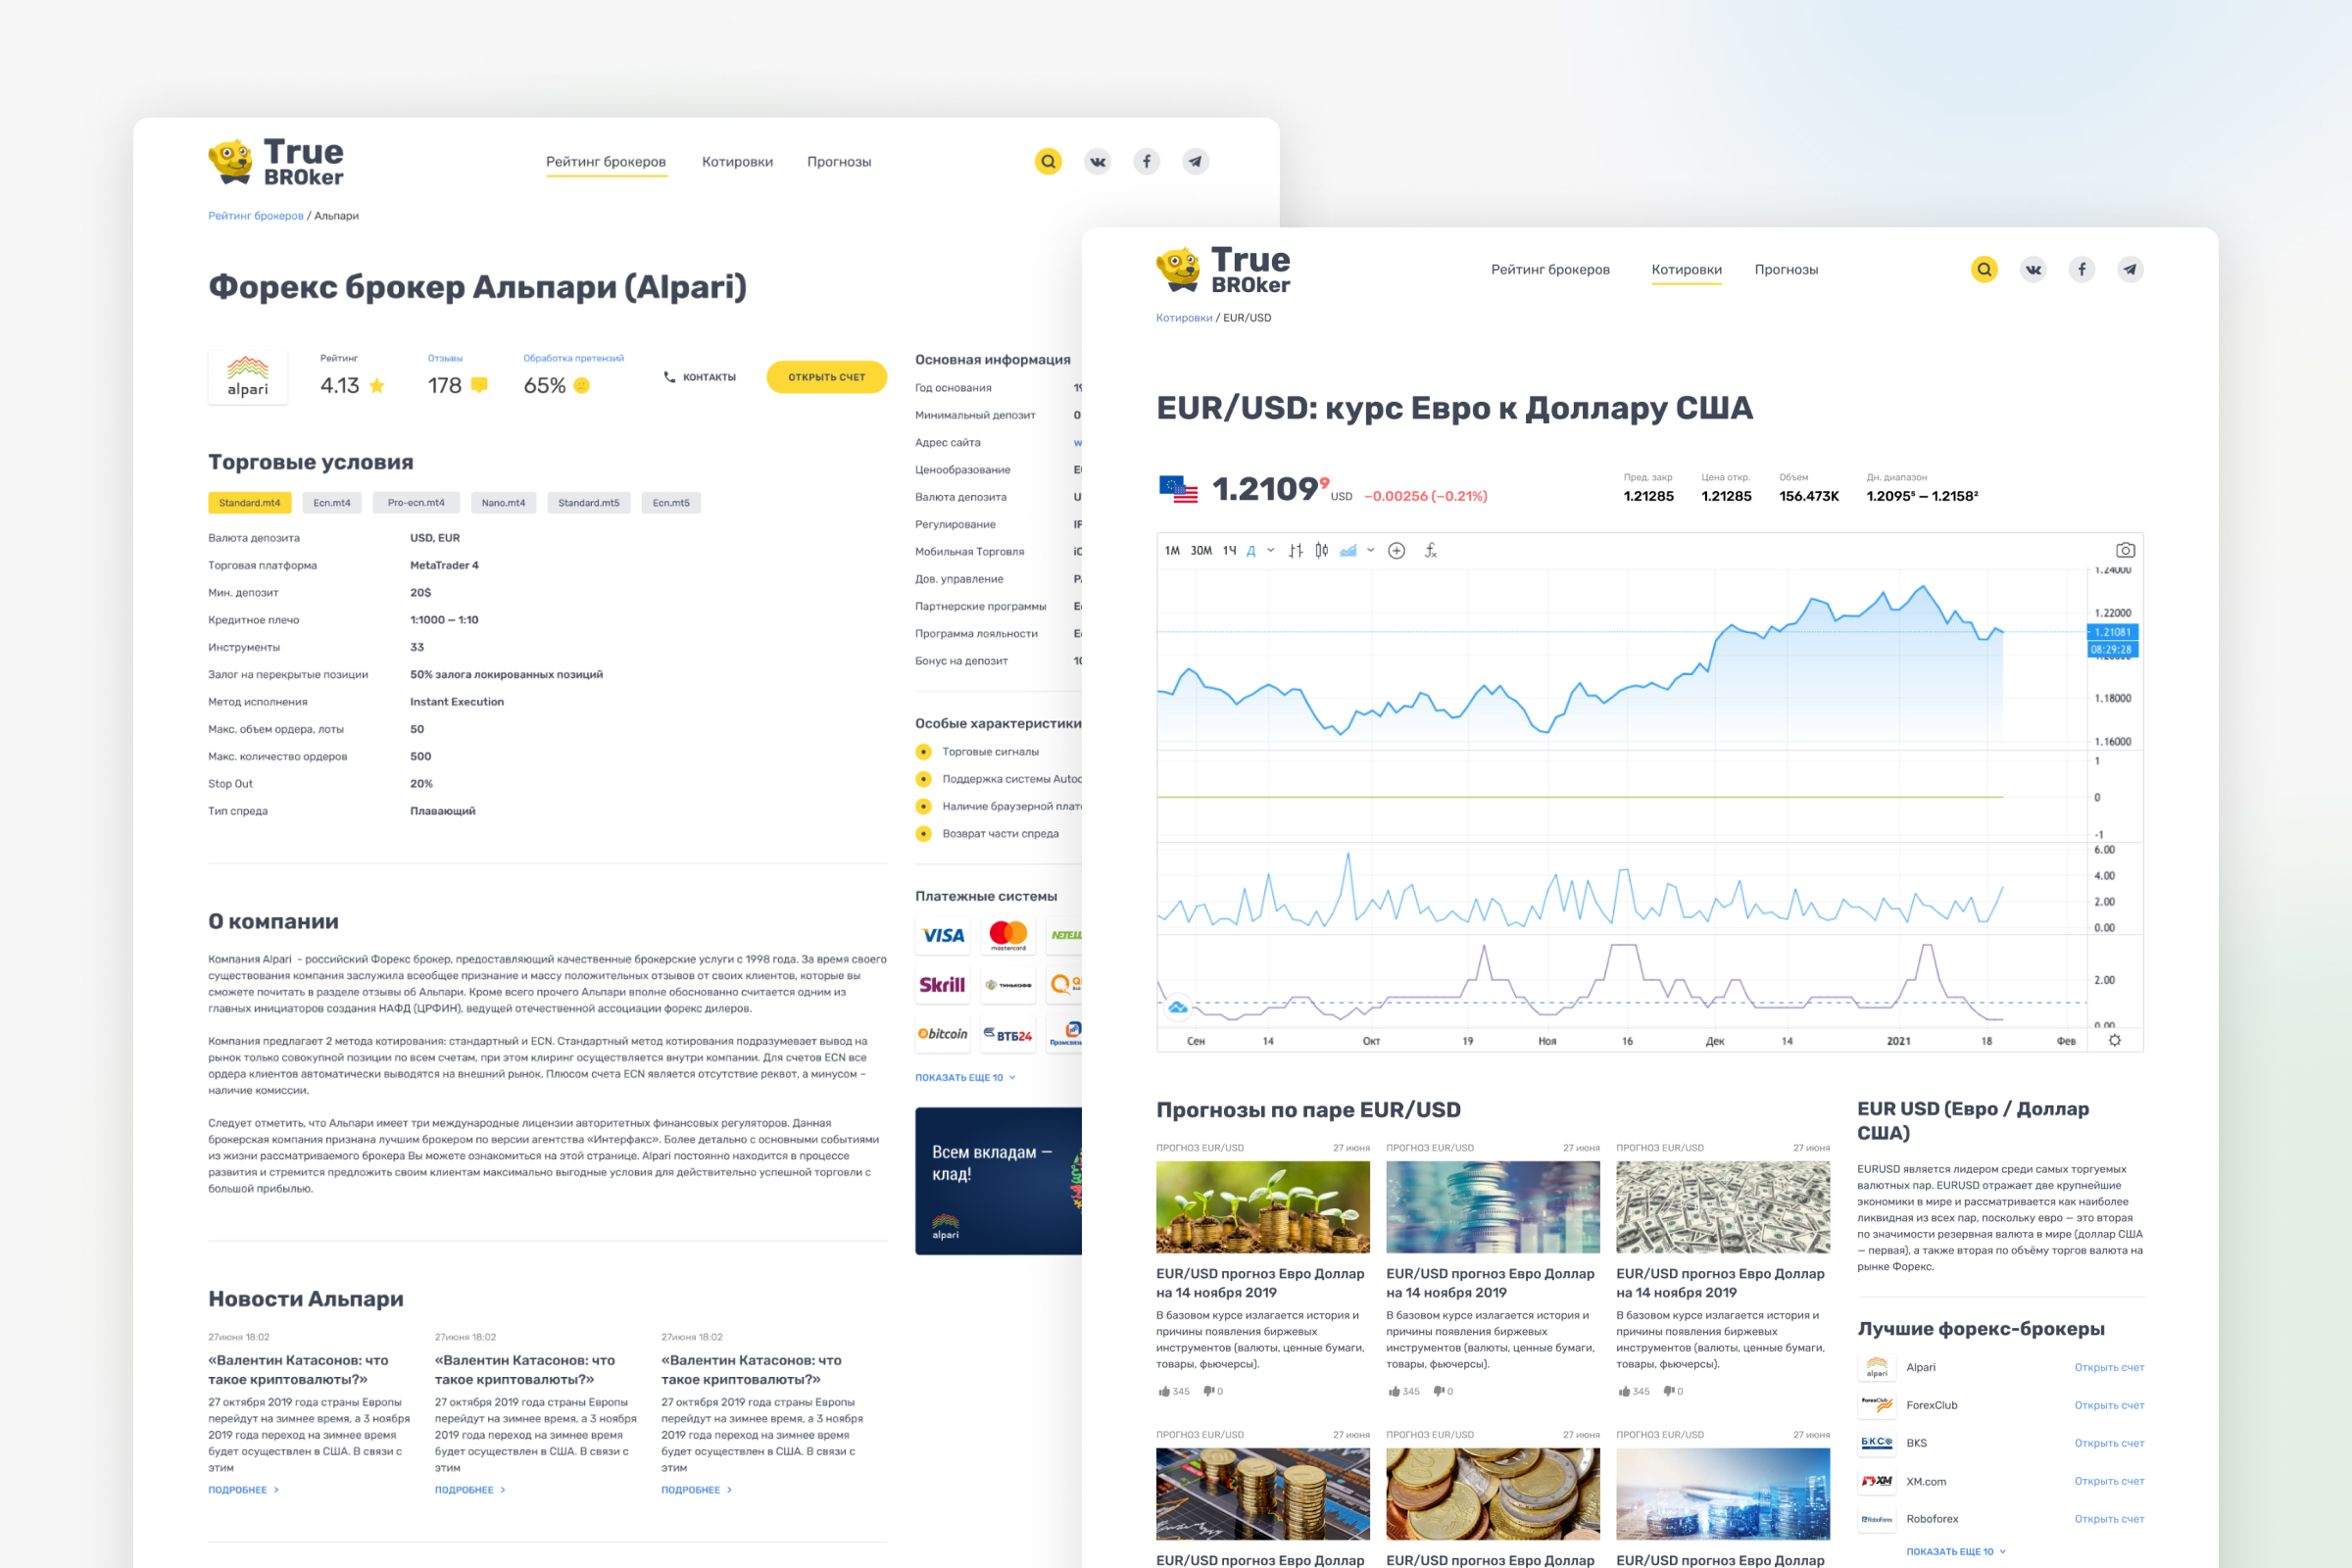 True
BROker
Рейтинг брокеров
Котировки
Прогнозы
Рейтинг брокеров / Альпари
Форекс брокер Альпари (Alpari)
alpari
Рейтинг
4.13
Отзывы
178
Обработка претензий
65%
КОНТАКТЫ
ОТКРЫТЬ СЧЕТ
Торговые условия
Standard.mt4
Ecn.mt4
Pro-ecn.mt4
Nano.mt4
Standard.mt5
Ecn.mt5
Валюта депозита USD, EUR
Торговая платформа MetaTrader 4
Мин. депозит 20$
Кредитное плечо 1:1000 — 1:10
Инструменты 33
Залог на перекрытые позиции 50% залога локированных позиций
Метод исполнения Instant Execution
Макс. объем ордера, лоты 50
Макс. количество ордеров 500
Stop Out 20%
Тип спреда Плавающий
О компании
Компания Alpari - российский Форекс брокер, предоставляющий качественные брокерские услуги с 1998 года. За время своего
существования компания заслужила всеобщее признание и массу положительных отзывов от своих клиентов, которые вы
сможете почитать в разделе отзывы об Альпари. Кроме всего прочего Альпари вполне обоснованно считается одним из
главных инициаторов создания НАФД (ЦРФИН), ведущей отечественной ассоциации форекс дилеров.
Компания предлагает 2 метода котирования: стандартный и ECN. Стандартный метод котирования подразумевает вывод на
рынок только совокупной позиции по всем счетам, при этом клиринг осуществляется внутри компании. Для счетов ECN все
ордера клиентов автоматически выводятся на внешний рынок. Плюсом счета ECN является отсутствие реквот, а минусом –
наличие комиссии.
Следует отметить, что Альпари имеет три международные лицензии авторитетных финансовых регуляторов. Данная
брокерская компания признана лучшим брокером по версии агентства «Интерфакс». Более детально с основными событиями
из жизни рассматриваемого брокера Вы можете ознакомиться на этой странице. Alpari постоянно находится в процессе
развития и стремится предложить своим клиентам максимально выгодные условия для действительно успешной торговли с
большой прибылью.
Новости Альпари
27июня 18:02
«Валентин Катасонов: что
такое криптовалюты?»
27 октября 2019 года страны Европы
перейдут на зимнее время, а 3 ноября
2019 года переход на зимнее время
будет осуществлен в США. В связи с
этим
ПОДРОБНЕЕ
27июня 18:02
«Валентин Катасонов: что
такое криптовалюты?»
27 октября 2019 года страны Европы
перейдут на зимнее время, а 3 ноября
2019 года переход на зимнее время
будет осуществлен в США. В связи с
этим
ПОДРОБНЕЕ
27июня 18:02
«Валентин Катасонов: что
такое криптовалюты?»
27 октября 2019 года страны Европы
перейдут на зимнее время, а 3 ноября
2019 года переход на зимнее время
будет осуществлен в США. В связи с
этим
ПОДРОБНЕЕ
Основная информация
Год основания
Минимальный депозит
Адрес сайта
Ценообразование
Валюта депозита
Регулирование
Мобильная Торговля
Дов. управление
Партнерские программы
Программа лояльности
Бонус на депозит
Особые характеристики
Торговые сигналы
Поддержка системы
Наличие браузерной
Возврат части спреда
Платежные системы
VISA
mastercard
Skrill
ТИНЬКОФФ
bitcoin
ВТБ24
ПОКАЗАТЬ ЕЩЕ 10
Всем вкладам —
клад!
alpari
True
BROker
Рейтинг брокеров
Котировки
Прогнозы
Котировки / EUR/USD
EUR/USD: курс Евро к Доллару США
1.21099 USD −0.00256 (−0.21%)
Пред. закр
1.21285
Цена откр.
1.21285
Объем
156.473K
Дн. диапазон
1.2095⁵ — 1.2158²
1М 30М 1Ч Д
1.24000
1.22000
1.21081
08:29:28
1.18000
1.16000
1
0
-1
6.00
4.00
2.00
0.00
2.00
0.00
Сен 14 Окт 19 Ноя 16 Дек 14 2021 18 Фев
Прогнозы по паре EUR/USD
ПРОГНОЗ EUR/USD 27 июня
EUR/USD прогноз Евро Доллар
на 14 ноября 2019
В базовом курсе излагается история и
причины появления биржевых
инструментов (валюты, ценные бумаги,
товары, фьючерсы).
345 0
ПРОГНОЗ EUR/USD 27 июня
EUR/USD прогноз Евро Доллар
на 14 ноября 2019
В базовом курсе излагается история и
причины появления биржевых
инструментов (валюты, ценные бумаги,
товары, фьючерсы).
345 0
ПРОГНОЗ EUR/USD 27 июня
EUR/USD прогноз Евро Доллар
на 14 ноября 2019
В базовом курсе излагается история и
причины появления биржевых
инструментов (валюты, ценные бумаги,
товары, фьючерсы).
345 0
ПРОГНОЗ EUR/USD 27 июня
EUR/USD прогноз Евро Доллар
ПРОГНОЗ EUR/USD 27 июня
EUR/USD прогноз Евро Доллар
ПРОГНОЗ EUR/USD 27 июня
EUR/USD прогноз Евро Доллар
EUR USD (Евро / Доллар
США)
EURUSD является лидером среди самых торгуемых
валютных пар. EURUSD отражает две крупнейшие
экономики в мире и рассматривается как наиболее
ликвидная из всех пар, поскольку евро — это вторая
по значимости резервная валюта в мире (доллар США
— первая), а также вторая по объёму торгов валюта на
рынке Форекс.
Лучшие форекс-брокеры
alpari Alpari Открыть счет
ForexClub ForexClub Открыть счет
БКС BKS Открыть счет
XM XM.com Открыть счет
RoboForex Roboforex Открыть счет
ПОКАЗАТЬ ЕЩЕ 10